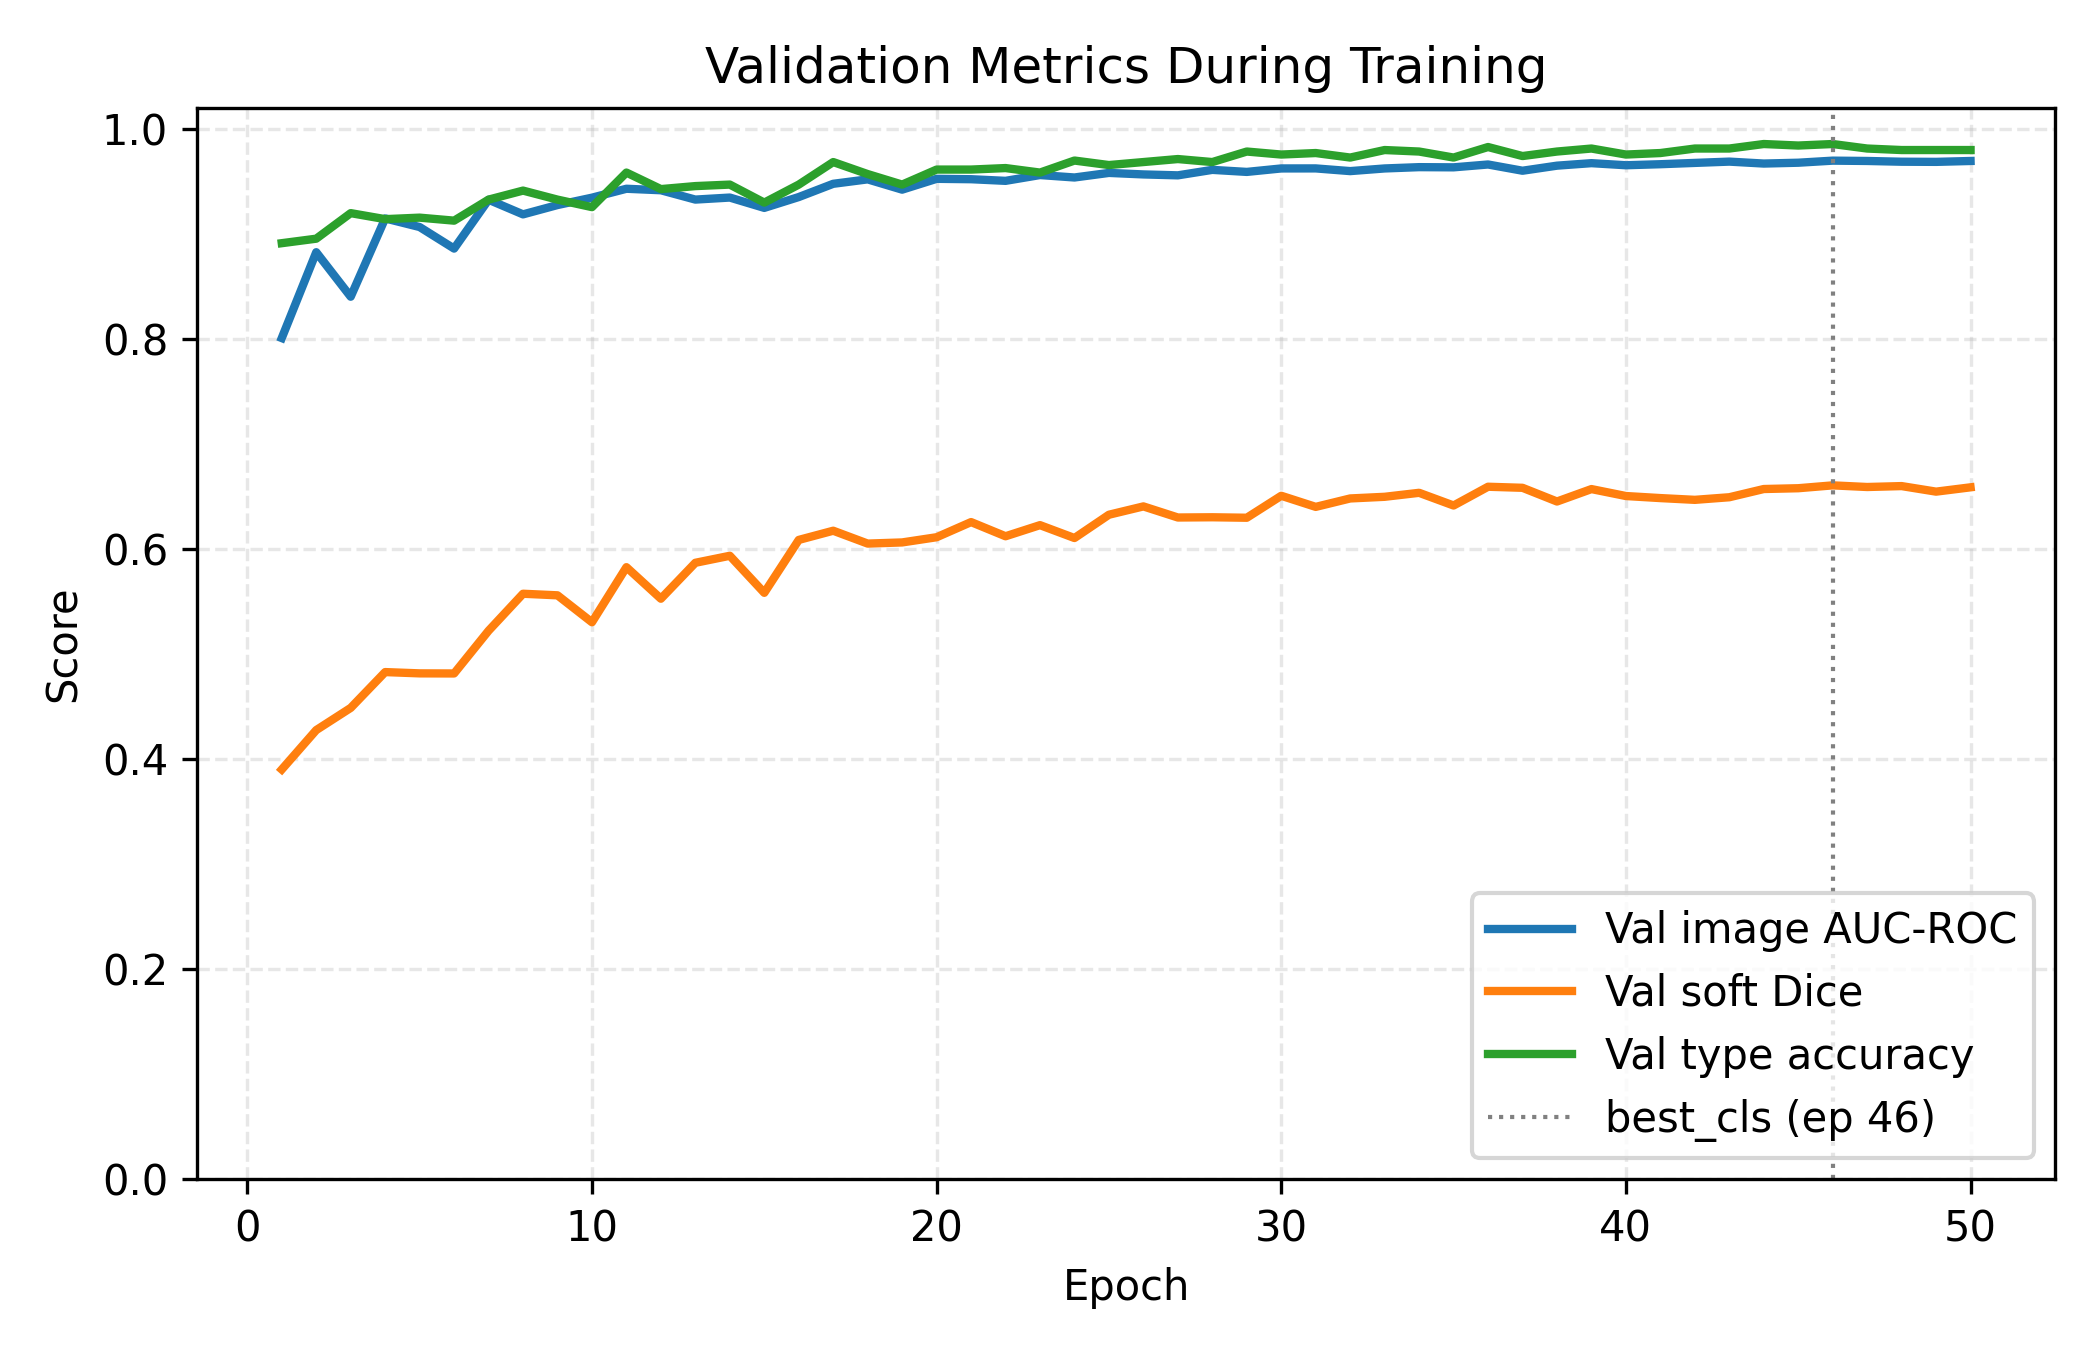 Validation Metrics During Training
1.0
0.8
0.6
0.4
0.2
0.0
Score
0 10 20 30 40 50
Epoch
Val image AUC-ROC
Val soft Dice
Val type accuracy
best_cls (ep 46)